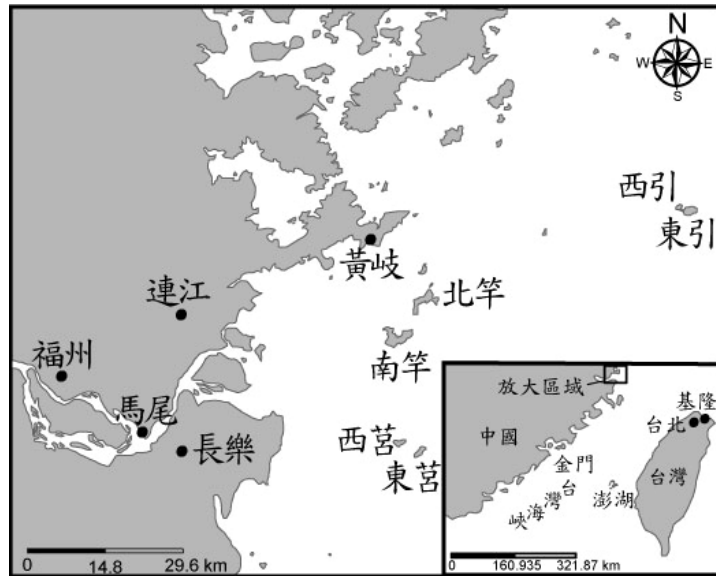 N
W E
S
西引
東引
黃岐
連江
北竿
福州
南竿
馬尾
長樂
西莒
東莒
0 14.8 29.6 km
放大區域
基隆
台北
中國
金門
台灣
澎湖
台
灣
海
峽
0 160.935 321.87 km